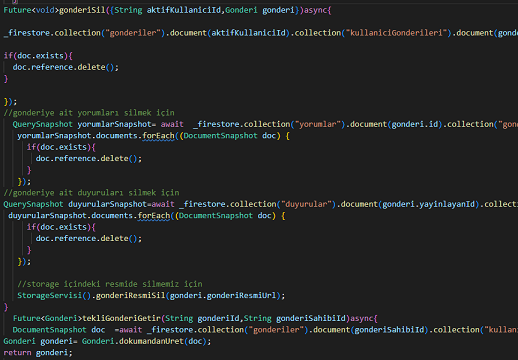 Future<void>gonderiSil({String aktifKullaniciId,Gonderi gonderi})async{
_firestore.collection("gonderiler").document(aktifKullaniciId).collection("kullaniciGonderileri").document(gond
if(doc.exists){
doc.reference.delete();
}
});
//gonderiye ait yorumları silmek için
QuerySnapshot yorumlarSnapshot= await _firestore.collection("yorumlar").document(gonderi.id).collection("gon
yorumlarSnapshot.documents.forEach((DocumentSnapshot doc) {
if(doc.exists){
doc.reference.delete();
}
});
//gonderiye ait duyuruları silmek için
QuerySnapshot duyurularSnapshot=await _firestore.collection("duyurular").document(gonderi.yayinlayanId).collecti
duyurularSnapshot.documents.forEach((DocumentSnapshot doc) {
if(doc.exists){
doc.reference.delete();
}
});
//storage içindeki resmide silmemiz için
StorageServisi().gonderiResmiSil(gonderi.gonderiResmiUrl);
}
Future<Gonderi>tekliGonderiGetir(String gonderiId,String gonderiSahibiId)async{
DocumentSnapshot doc =await _firestore.collection("gonderiler").document(gonderiSahibiId).collection("kullani
Gonderi gonderi= Gonderi.dokumandanUret(doc);
return gonderi;